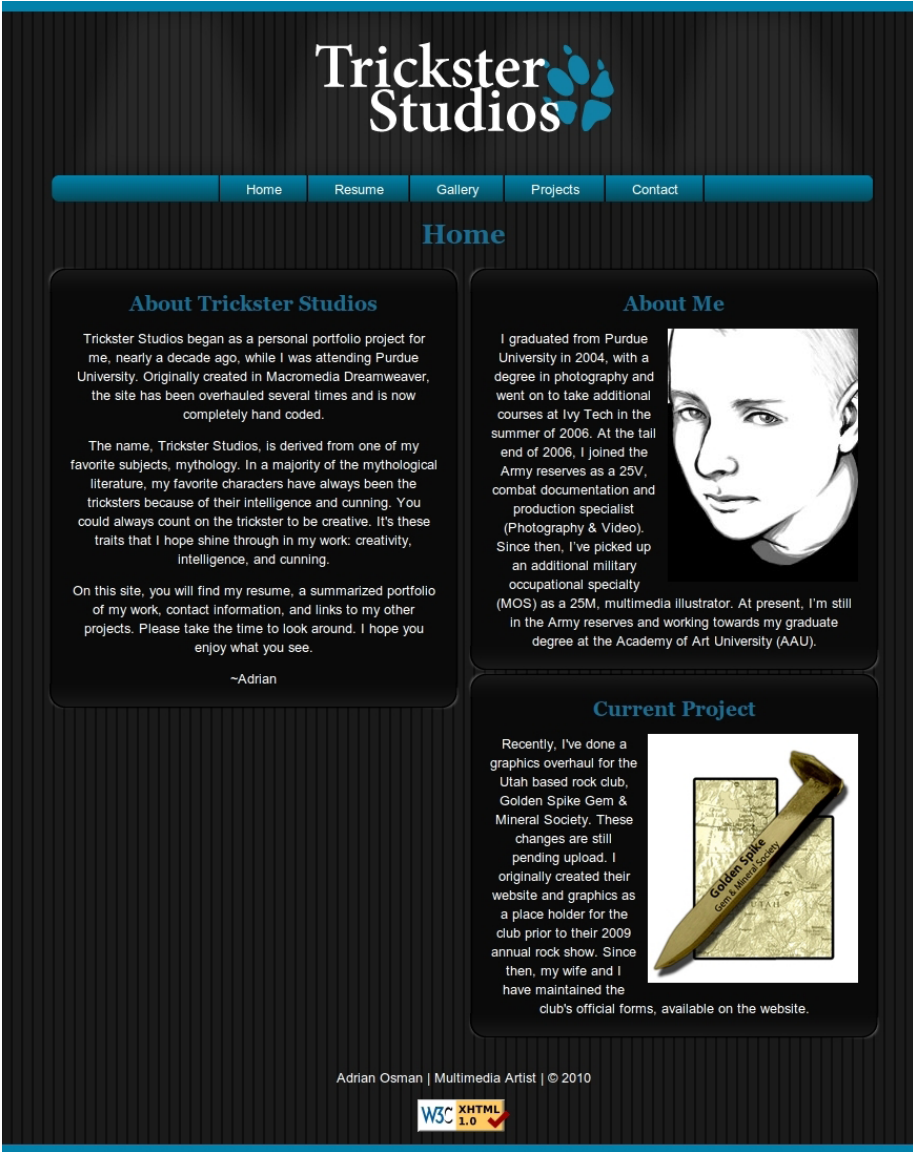 Trickster
Studios
Home
Resume
Gallery
Projects
Contact
Home
About Trickster Studios
Trickster Studios began as a personal portfolio project for
me, nearly a decade ago, while I was attending Purdue
University. Originally created in Macromedia Dreamweaver,
the site has been overhauled several times and is now
completely hand coded.
The name, Trickster Studios, is derived from one of my
favorite subjects, mythology. In a majority of the mythological
literature, my favorite characters have always been the
tricksters because of their intelligence and cunning. You
could always count on the trickster to be creative. It's these
traits that I hope shine through in my work: creativity,
intelligence, and cunning.
On this site, you will find my resume, a summarized portfolio
of my work, contact information, and links to my other
projects. Please take the time to look around. I hope you
enjoy what you see.
~Adrian
About Me
I graduated from Purdue
University in 2004, with a
degree in photography and
went on to take additional
courses at Ivy Tech in the
summer of 2006. At the tail
end of 2006, I joined the
Army reserves as a 25V,
combat documentation and
production specialist
(Photography & Video).
Since then, I've picked up
an additional military
occupational specialty
(MOS) as a 25M, multimedia illustrator. At present, I'm still
in the Army reserves and working towards my graduate
degree at the Academy of Art University (AAU).
Current Project
Recently, I've done a
graphics overhaul for the
Utah based rock club,
Golden Spike Gem &
Mineral Society. These
changes are still
pending upload. I
originally created their
website and graphics as
a place holder for the
club prior to their 2009
annual rock show. Since
then, my wife and I
have maintained the
club's official forms, available on the website.
Golden Spike
Gem & Mineral Society
UTAH
Adrian Osman | Multimedia Artist | © 2010
W3C XHTML
1.0